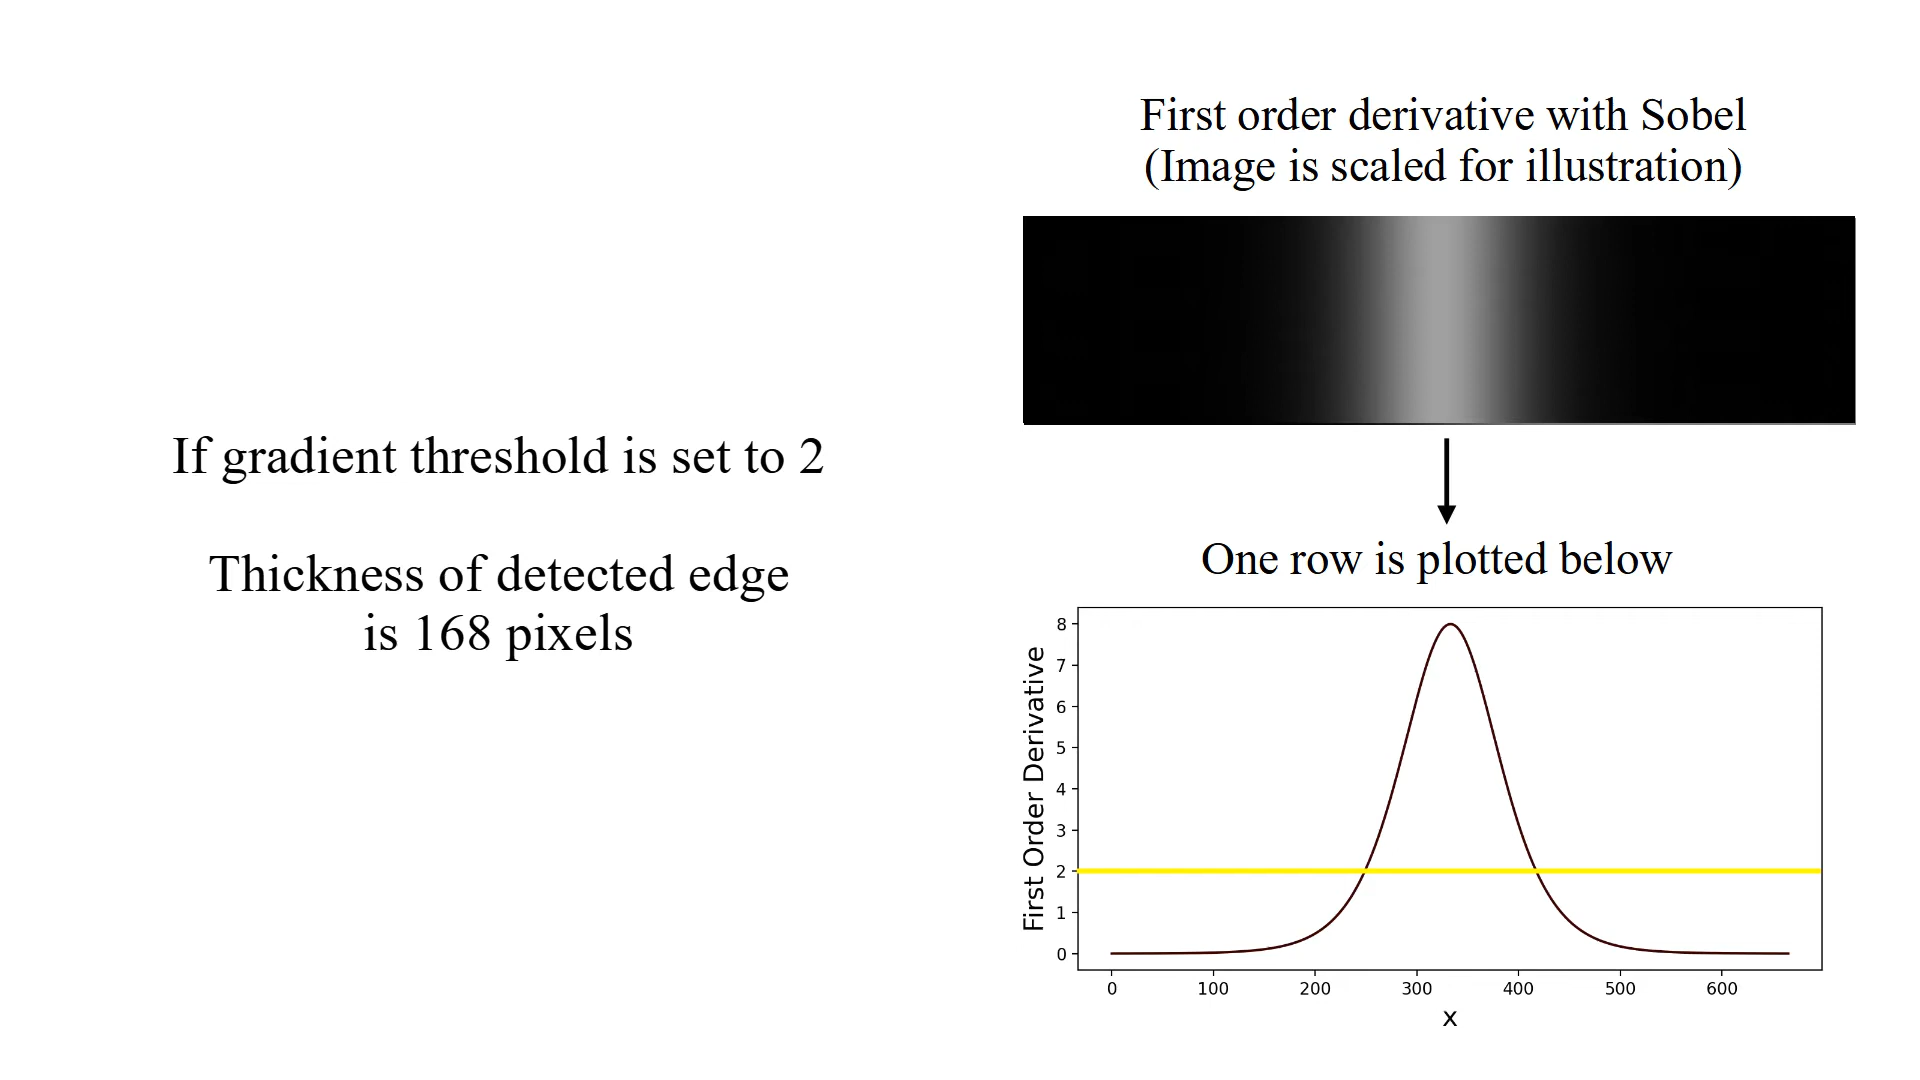 First order derivative with Sobel
(Image is scaled for illustration)
If gradient threshold is set to 2
Thickness of detected edge
is 168 pixels
One row is plotted below
First Order Derivative
8
7
6
5
4
3
2
1
0
0 100 200 300 400 500 600
x